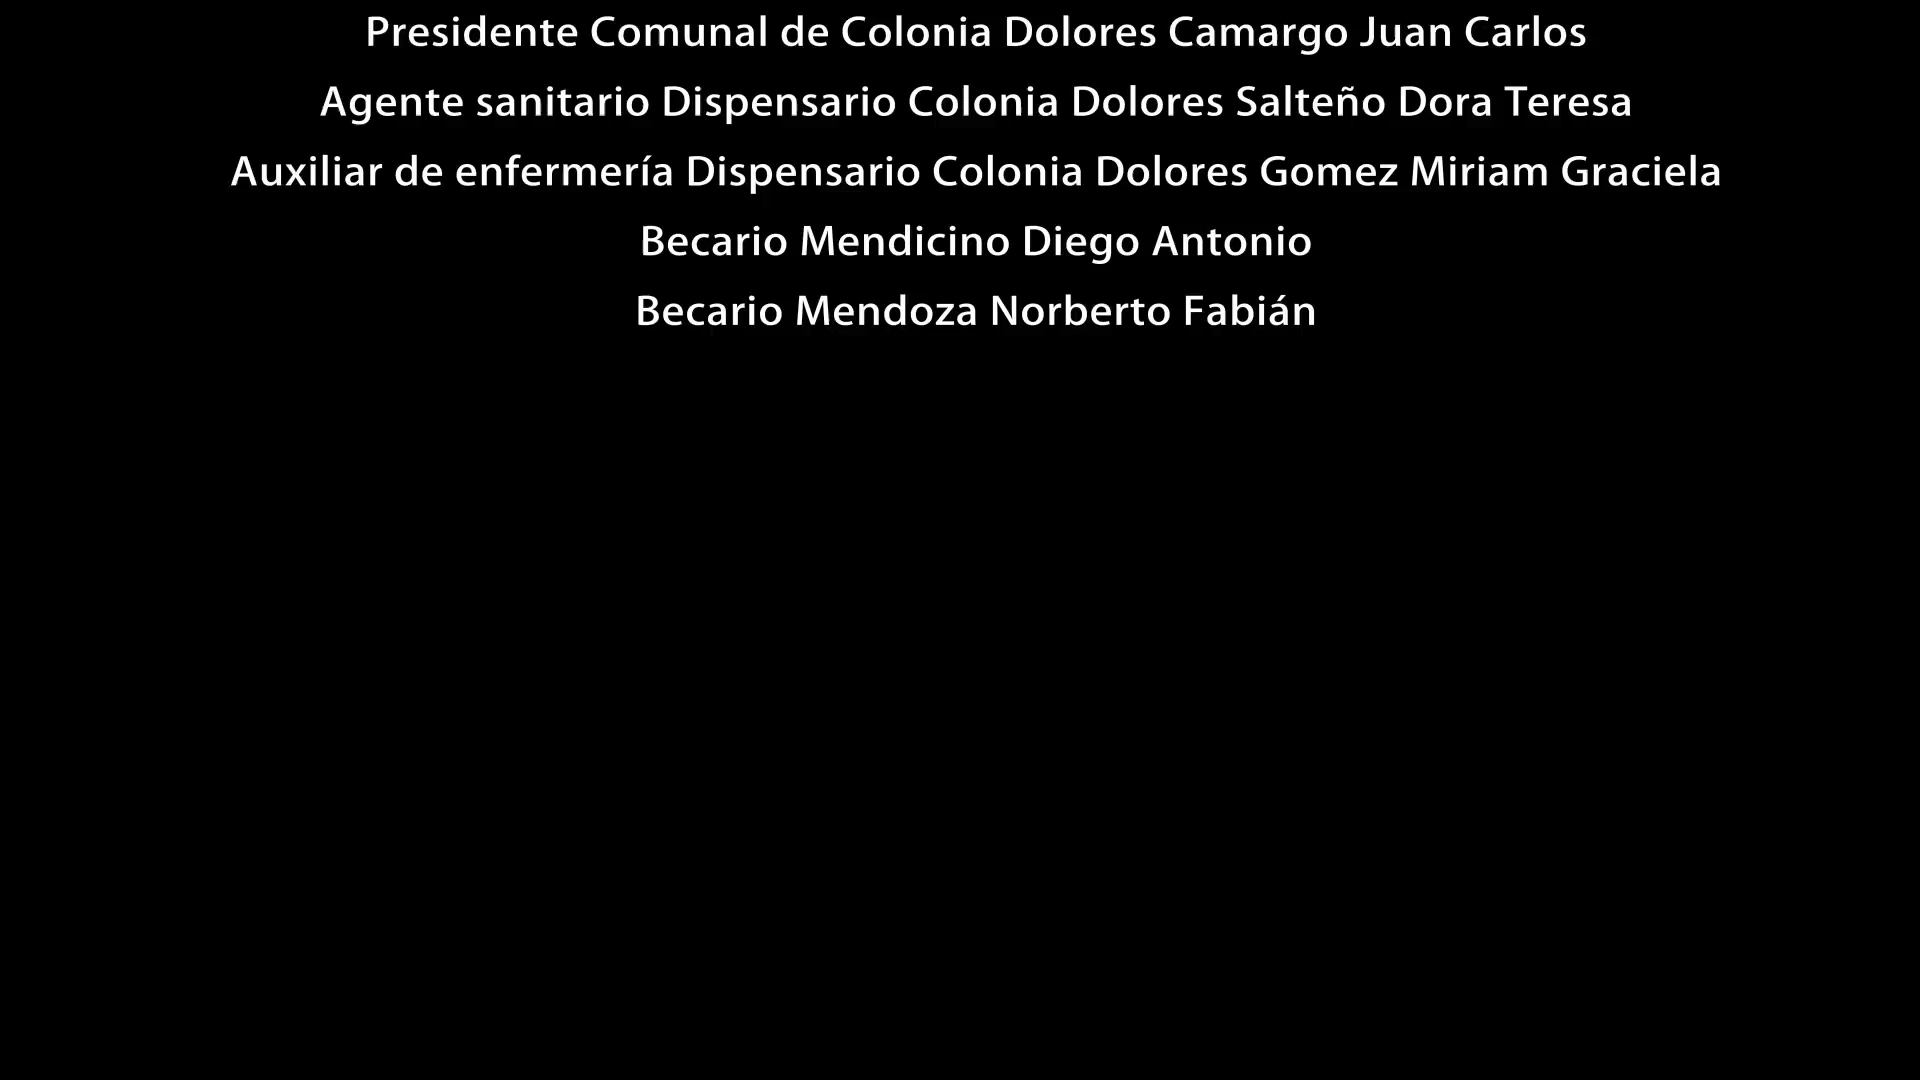 Presidente Comunal de Colonia Dolores Camargo Juan Carlos
Agente sanitario Dispensario Colonia Dolores Salteño Dora Teresa
Auxiliar de enfermería Dispensario Colonia Dolores Gomez Miriam Graciela
Becario Mendicino Diego Antonio
Becario Mendoza Norberto Fabián